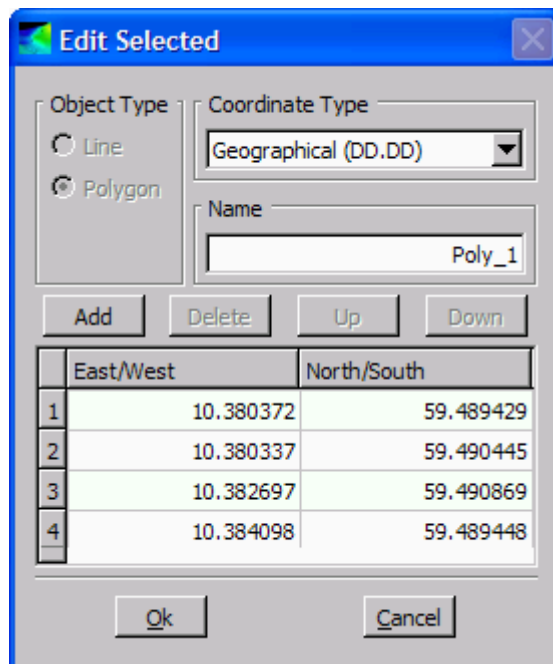 Edit Selected
Object Type
Line
Polygon
Coordinate Type
Geographical (DD.DD)
Name
Poly_1
Add Delete Up Down
East/West North/South
1 10.380372 59.489429
2 10.380337 59.490445
3 10.382697 59.490869
4 10.384098 59.489448
Ok Cancel